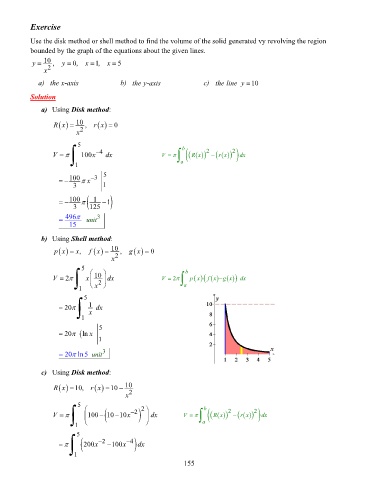 Exercise
Use the disk method or shell method to find the volume of the solid generated vy revolving the region
bounded by the graph of the equations about the given lines.
y = 10/x², y = 0, x = 1, x = 5
a) the x-axis b) the y-axis c) the line y = 10
Solution
a) Using Disk method:
R(x) = 10/x², r(x) = 0
V = π ∫₁⁵ 100x⁻⁴ dx V = π ∫ₐᵇ ((R(x))² − (r(x))²) dx
= −100/3 π x⁻³ |₁⁵
= −100/3 π (1/125 − 1)
= 496π/15 unit³
b) Using Shell method:
p(x) = x, f(x) = 10/x², g(x) = 0
V = 2π ∫₁⁵ x(10/x²) dx V = 2π ∫ₐᵇ p(x)(f(x) − g(x)) dx
= 20π ∫₁⁵ 1/x dx
= 20π (ln x |₁⁵
= 20π ln 5 unit³
y
10
8
6
4
2
x
1 2 3 4 5
c) Using Disk method:
R(x) = 10, r(x) = 10 − 10/x²
V = π ∫₁⁵ (100 − (10 − 10x⁻²)²) dx V = π ∫ₐᵇ ((R(x))² − (r(x))²) dx
= π ∫₁⁵ (200x⁻² − 100x⁻⁴) dx
155